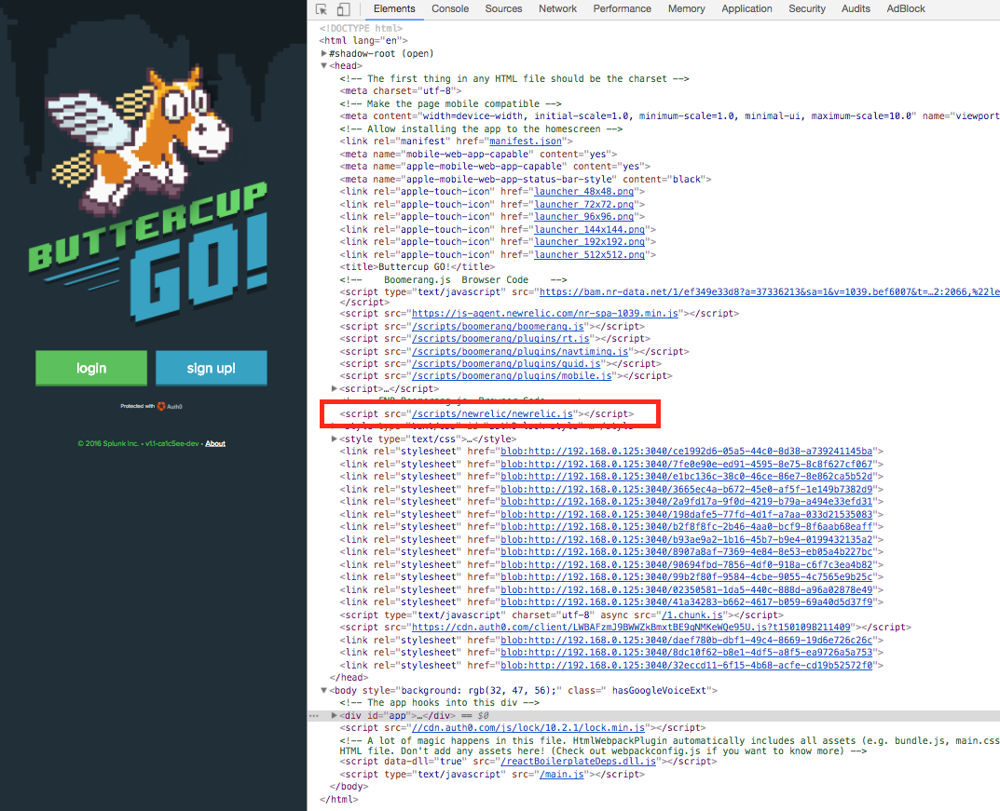 BUTTERCUP
GO!
login
sign up!
Protected with Auth0
© 2016 Splunk Inc. • v1.1-ca1c5ee-dev • About
Elements Console Sources Network Performance Memory Application Security Audits AdBlock
<!DOCTYPE html>
<html lang="en">
#shadow-root (open)
<head>
<!-- The first thing in any HTML file should be the charset -->
<meta charset="utf-8">
<!-- Make the page mobile compatible -->
<meta content="width=device-width, initial-scale=1.0, minimum-scale=1.0, minimal-ui, maximum-scale=10.0" name="viewport
<!-- Allow installing the app to the homescreen -->
<link rel="manifest" href="manifest.json">
<meta name="mobile-web-app-capable" content="yes">
<meta name="apple-mobile-web-app-capable" content="yes">
<meta name="apple-mobile-web-app-status-bar-style" content="black">
<link rel="apple-touch-icon" href="launcher_48x48.png">
<link rel="apple-touch-icon" href="launcher_72x72.png">
<link rel="apple-touch-icon" href="launcher_96x96.png">
<link rel="apple-touch-icon" href="launcher_144x144.png">
<link rel="apple-touch-icon" href="launcher_192x192.png">
<link rel="apple-touch-icon" href="launcher_512x512.png">
<title>Buttercup GO!</title>
<!-- Boomerang.js Browser Code -->
<script type="text/javascript" src="https://bam.nr-data.net/1/ef349e33d8?a=37336213&sa=1&v=1039.bef6007&t=…2:2066,%22le
</script>
<script src="https://js-agent.newrelic.com/nr-spa-1039.min.js"></script>
<script src="/scripts/boomerang/boomerang.js"></script>
<script src="/scripts/boomerang/plugins/rt.js"></script>
<script src="/scripts/boomerang/plugins/navtiming.js"></script>
<script src="/scripts/boomerang/plugins/guid.js"></script>
<script src="/scripts/boomerang/plugins/mobile.js"></script>
<script>…</script>
END Boomerang.js Browser Code
<script src="/scripts/newrelic/newrelic.js"></script>
<style type="text/css" id="auth0-lock-style">…</style>
<style type="text/css">…</style>
<link rel="stylesheet" href="blob:http://192.168.0.125:3040/ce1992d6-05a5-44c0-8d38-a739241145ba">
<link rel="stylesheet" href="blob:http://192.168.0.125:3040/7fe0e90e-ed91-4595-8e75-8c8f627cf067">
<link rel="stylesheet" href="blob:http://192.168.0.125:3040/e1bc136c-38c0-46ce-86e7-8e862ca5b52d">
<link rel="stylesheet" href="blob:http://192.168.0.125:3040/3665ec4a-b672-45e0-af5f-1e149b7382d9">
<link rel="stylesheet" href="blob:http://192.168.0.125:3040/2a9fd17a-9f0d-4219-b79a-a494e33efd31">
<link rel="stylesheet" href="blob:http://192.168.0.125:3040/198dafe5-77fd-4d1f-a7aa-033d21535083">
<link rel="stylesheet" href="blob:http://192.168.0.125:3040/b2f8f8fc-2b46-4aa0-bcf9-8f6aab68eaff">
<link rel="stylesheet" href="blob:http://192.168.0.125:3040/b93ae9a2-1b16-45b7-b9e4-0199432135a2">
<link rel="stylesheet" href="blob:http://192.168.0.125:3040/8907a8af-7369-4e84-8e53-eb05a4b227bc">
<link rel="stylesheet" href="blob:http://192.168.0.125:3040/90694fbd-7856-4df0-918a-c6f7c3ea4b82">
<link rel="stylesheet" href="blob:http://192.168.0.125:3040/99b2f80f-9584-4cbe-9055-4c7565e9b25c">
<link rel="stylesheet" href="blob:http://192.168.0.125:3040/02350581-1da5-440c-888d-a96a02878e49">
<link rel="stylesheet" href="blob:http://192.168.0.125:3040/41a34283-b662-4617-b059-69a40d5d37f9">
<script type="text/javascript" charset="utf-8" async src="/1.chunk.js"></script>
<script src="https://cdn.auth0.com/client/LWBAFzmJ9BWWZkBmxtBE9qNMKeWQe95U.js?t1501098211409"></script>
<link rel="stylesheet" href="blob:http://192.168.0.125:3040/daef780b-dbf1-49c4-8669-19d6e726c26c">
<link rel="stylesheet" href="blob:http://192.168.0.125:3040/8dc10f62-b8e1-4df5-a8f5-ea9726a5a753">
<link rel="stylesheet" href="blob:http://192.168.0.125:3040/32eccd11-6f15-4b68-acfe-cd19b52572f0">
</head>
<body style="background: rgb(32, 47, 56);" class=" hasGoogleVoiceExt">
<!-- The app hooks into this div -->
<div id="app">…</div> == $0
<script src="//cdn.auth0.com/js/lock/10.2.1/lock.min.js"></script>
<!-- A lot of magic happens in this file. HtmlWebpackPlugin automatically includes all assets (e.g. bundle.js, main.css
HTML file. Don't add any assets here! (Check out webpackconfig.js if you want to know more) -->
<script data-dll="true" src="/reactBoilerplateDeps.dll.js"></script>
<script type="text/javascript" src="/main.js"></script>
</body>
</html>